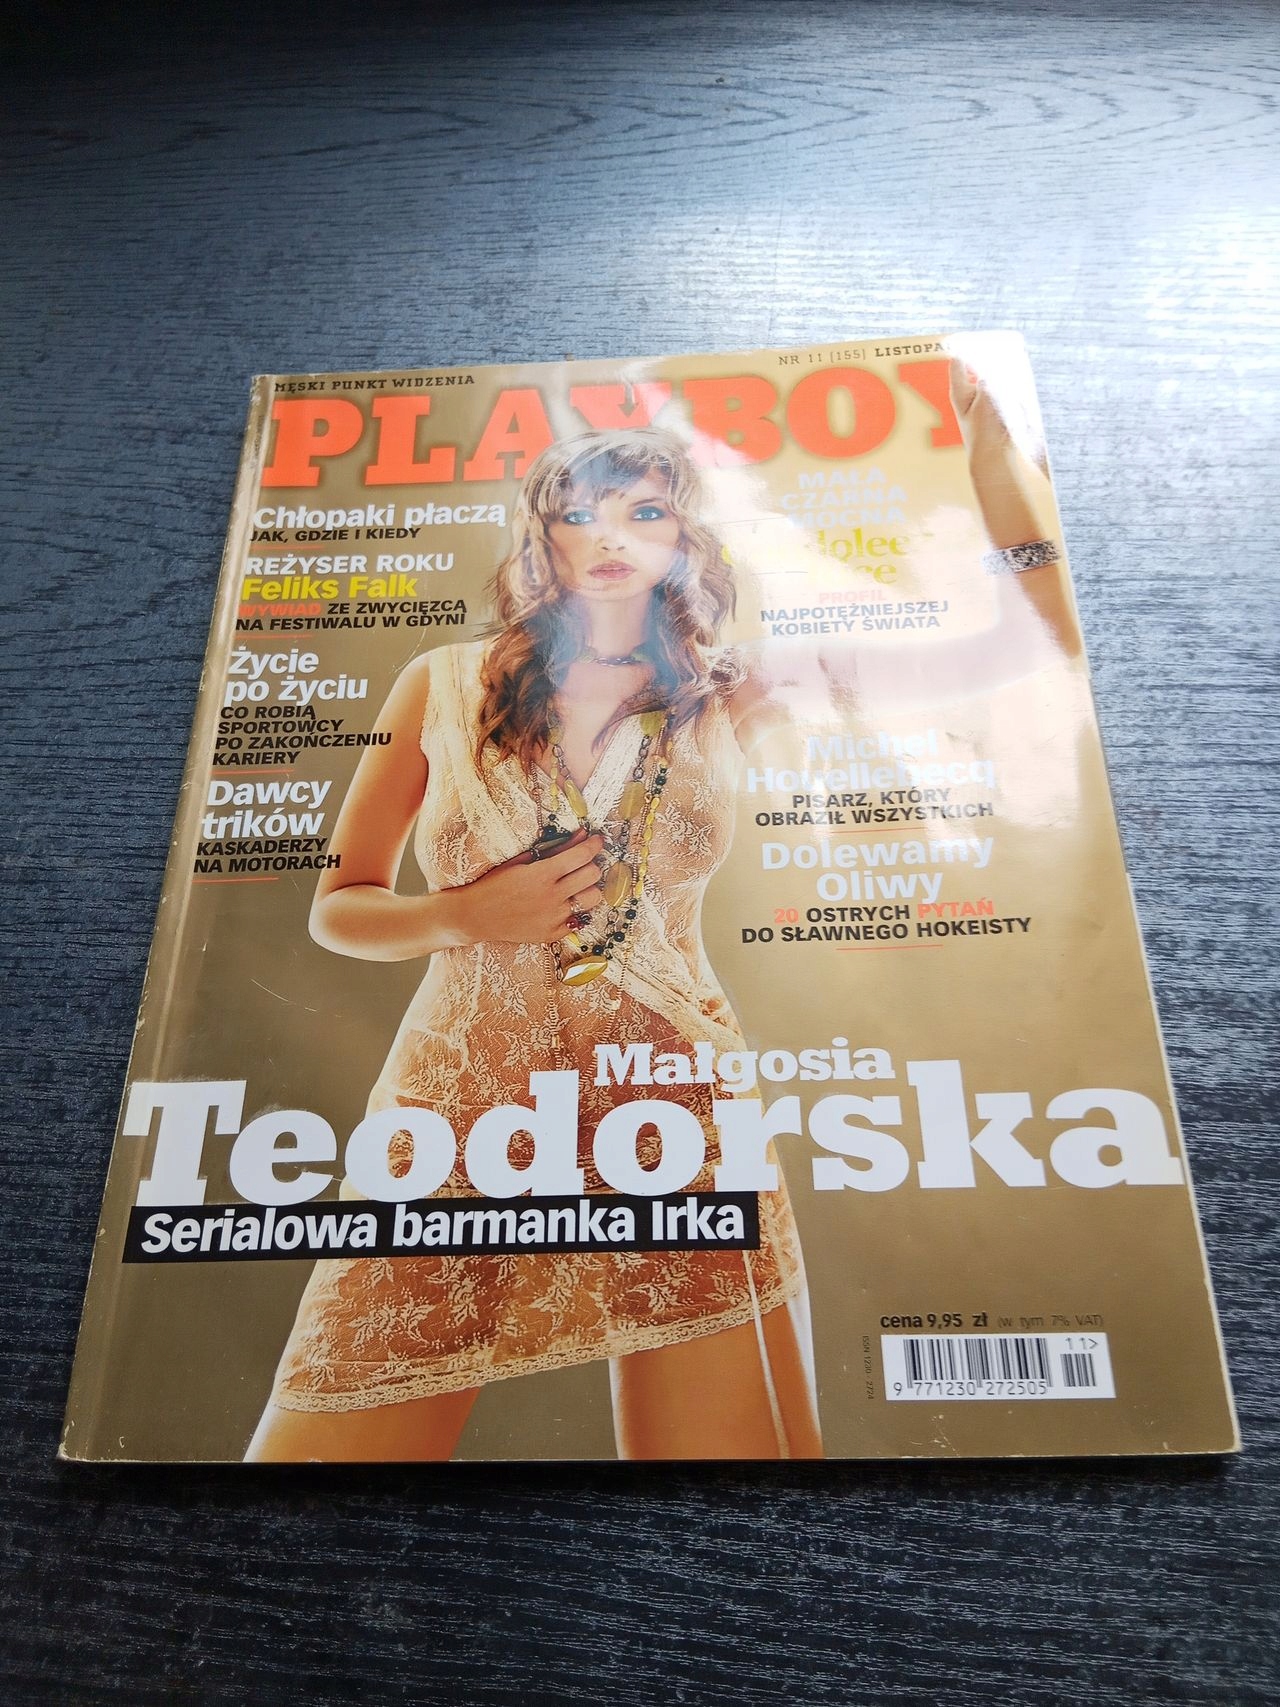 MĘSKI PUNKT WIDZENIA
NR 11 (155)
PLAYBOY
Chłopaki płaczą
JAK, GDZIE I KIEDY
REŻYSER ROKU
Feliks Falk
WYWIAD ZE ZWYCIĘZCĄ
NA FESTIWALU W GDYNI
Życie
po życiu
CO ROBIĄ
SPORTOWCY
PO ZAKOŃCZENIU
KARIERY
Dawcy
trików
KASKADERZY
NA MOTORACH
MAŁA
CZARNA
MOCNA
PROFIL
NAJPOTĘŻNIEJSZEJ
KOBIETY ŚWIATA
Michel
Houellebecq
PISARZ, KTÓRY
OBRAZIŁ WSZYSTKICH
Dolewamy
Oliwy
20 OSTRYCH PYTAŃ
DO SŁAWNEGO HOKEISTY
Małgosia
Teodorska
Serialowa barmanka Irka
cena 9,95 zł (w tym 7% VAT)
ISSN 1230-2724
11>
9 771230 272505